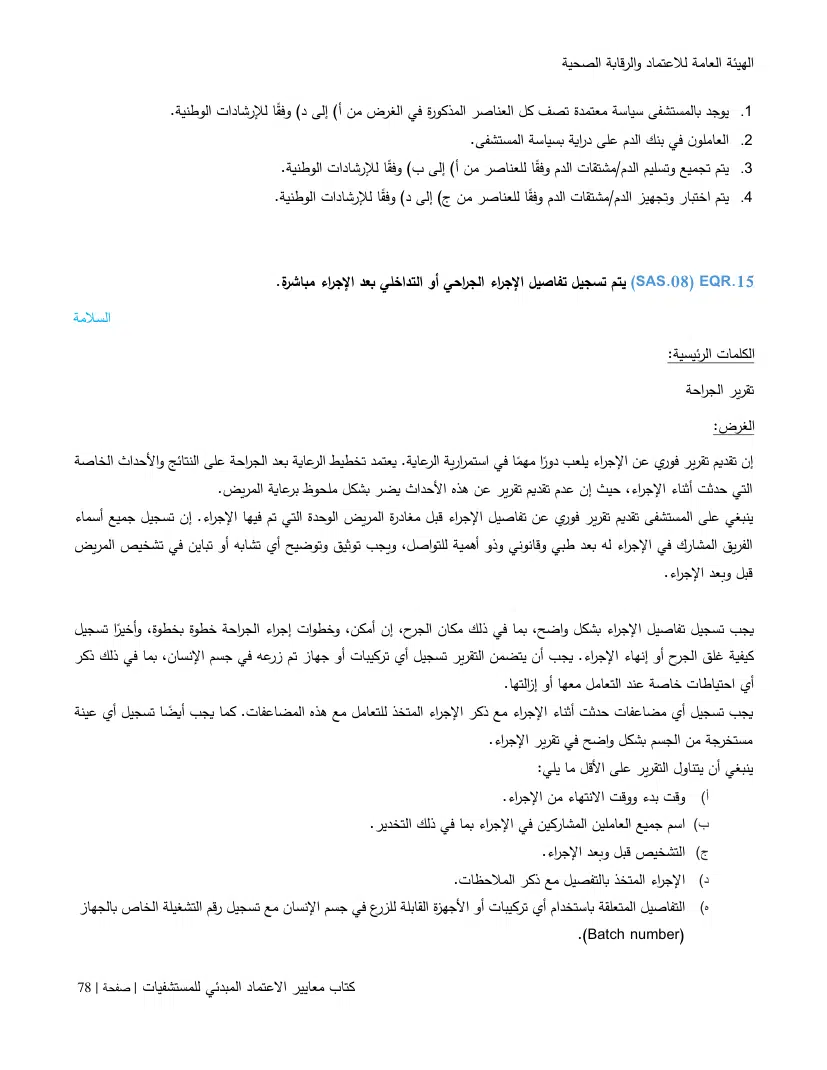 الهيئة العامة للاعتماد والرقابة الصحية
1. يوجد بالمستشفى سياسة معتمدة تصف كل العناصر المذكورة في الغرض من أ) إلى د) وفقًا للإرشادات الوطنية.
2. العاملون في بنك الدم على دراية بسياسة المستشفى.
3. يتم تجميع وتسليم الدم/مشتقات الدم وفقًا للعناصر من أ) إلى ب) وفقًا للإرشادات الوطنية.
4. يتم اختبار وتجهيز الدم/مشتقات الدم وفقًا للعناصر من ج) إلى د) وفقًا للإرشادات الوطنية.
EQR.15 (SAS.08) يتم تسجيل تفاصيل الإجراء الجراحي أو التداخلي بعد الإجراء مباشرة.
السلامة
الكلمات الرئيسية:
تقرير الجراحة
الغرض:
إن تقديم تقرير فوري عن الإجراء يلعب دورًا مهمًا في استمرارية الرعاية. يعتمد تخطيط الرعاية بعد الجراحة على النتائج والأحداث الخاصة
التي حدثت أثناء الإجراء، حيث إن عدم تقديم تقرير عن هذه الأحداث يضر بشكل ملحوظ برعاية المريض.
ينبغي على المستشفى تقديم تقرير فوري عن تفاصيل الإجراء قبل مغادرة المريض الوحدة التي تم فيها الإجراء. إن تسجيل جميع أسماء
الفريق المشارك في الإجراء له بعد طبي وقانوني وذو أهمية للتواصل، ويجب توثيق وتوضيح أي تشابه أو تباين في تشخيص المريض
قبل وبعد الإجراء.
يجب تسجيل تفاصيل الإجراء بشكل واضح، بما في ذلك مكان الجرح، إن أمكن، وخطوات إجراء الجراحة خطوة بخطوة، وأخيرًا تسجيل
كيفية غلق الجرح أو إنهاء الإجراء. يجب أن يتضمن التقرير تسجيل أي تركيبات أو جهاز تم زرعه في جسم الإنسان، بما في ذلك ذكر
أي احتياطات خاصة عند التعامل معها أو إزالتها.
يجب تسجيل أي مضاعفات حدثت أثناء الإجراء مع ذكر الإجراء المتخذ للتعامل مع هذه المضاعفات. كما يجب أيضًا تسجيل أي عينة
مستخرجة من الجسم بشكل واضح في تقرير الإجراء.
ينبغي أن يتناول التقرير على الأقل ما يلي:
أ) وقت بدء ووقت الانتهاء من الإجراء.
ب) اسم جميع العاملين المشاركين في الإجراء بما في ذلك التخدير.
ج) التشخيص قبل وبعد الإجراء.
د) الإجراء المتخذ بالتفصيل مع ذكر الملاحظات.
ه) التفاصيل المتعلقة باستخدام أي تركيبات أو الأجهزة القابلة للزرع في جسم الإنسان مع تسجيل رقم التشغيلة الخاص بالجهاز
(Batch number).
كتاب معايير الاعتماد المبدئي للمستشفيات | صفحة | 78